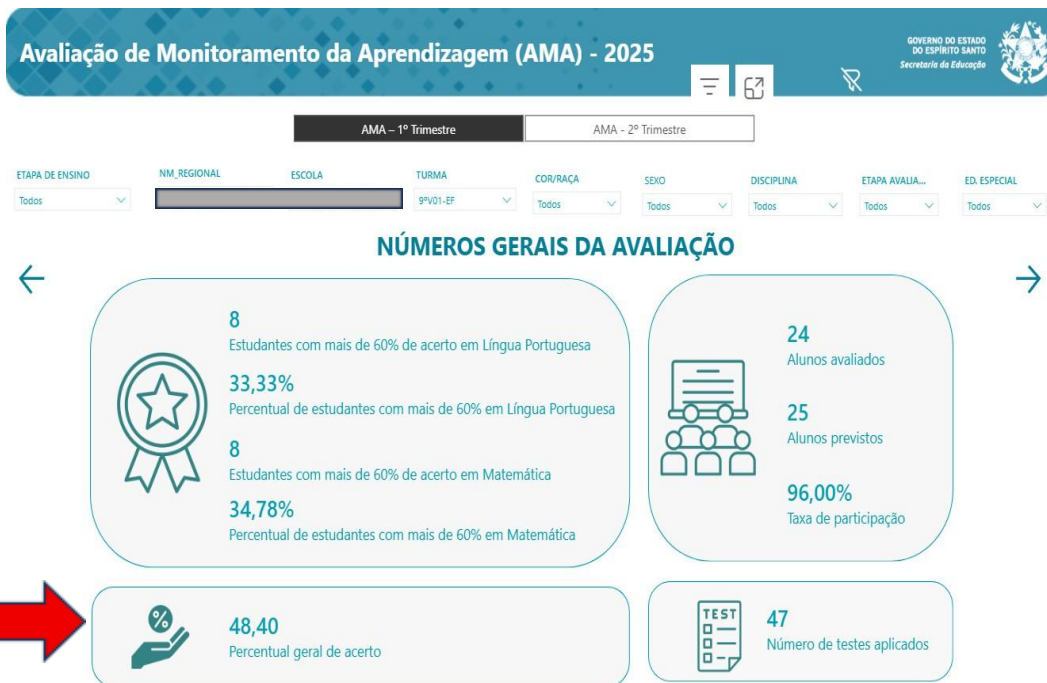 Avaliação de Monitoramento da Aprendizagem (AMA) - 2025
GOVERNO DO ESTADO
DO ESPÍRITO SANTO
Secretaria da Educação
AMA – 1º Trimestre
AMA - 2º Trimestre
ETAPA DE ENSINO
NM_REGIONAL
ESCOLA
TURMA
COR/RAÇA
SEXO
DISCIPLINA
ETAPA AVALIA...
ED. ESPECIAL
Todos
9ºV01-EF
Todos
Todos
Todos
Todos
Todos
NÚMEROS GERAIS DA AVALIAÇÃO
8
Estudantes com mais de 60% de acerto em Língua Portuguesa
33,33%
Percentual de estudantes com mais de 60% em Língua Portuguesa
8
Estudantes com mais de 60% de acerto em Matemática
34,78%
Percentual de estudantes com mais de 60% em Matemática
24
Alunos avaliados
25
Alunos previstos
96,00%
Taxa de participação
%
48,40
Percentual geral de acerto
TEST
47
Número de testes aplicados